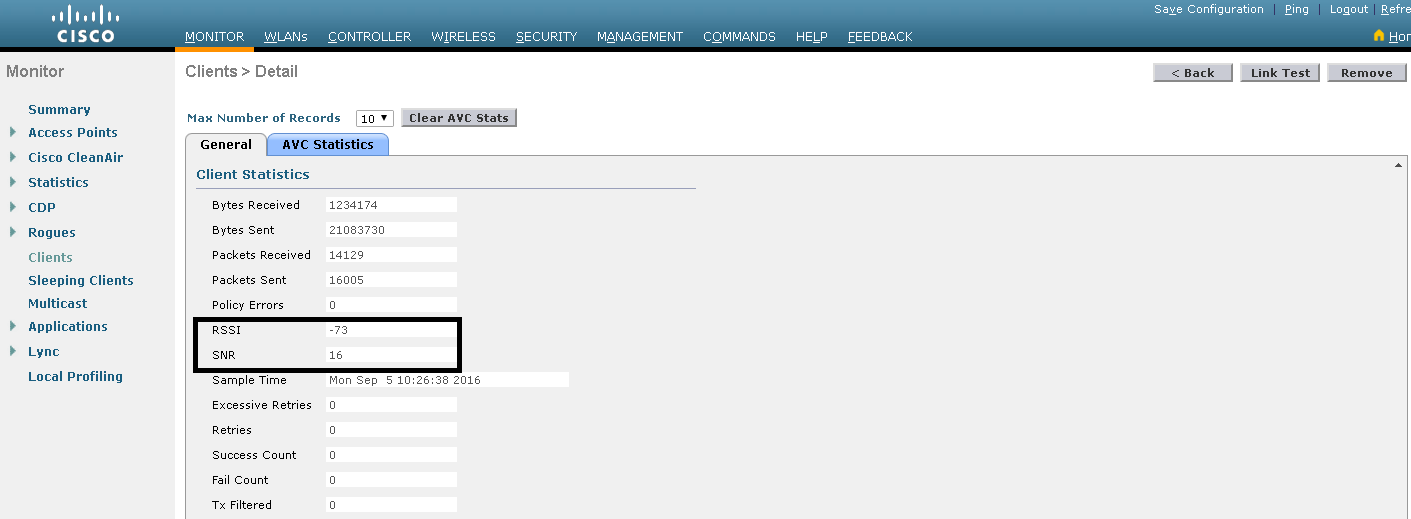 Save Configuration | Ping | Logout | Refre
CISCO
MONITOR WLANs CONTROLLER WIRELESS SECURITY MANAGEMENT COMMANDS HELP FEEDBACK
Hor
Monitor
Summary
Access Points
Cisco CleanAir
Statistics
CDP
Rogues
Clients
Sleeping Clients
Multicast
Applications
Lync
Local Profiling
Clients > Detail
< Back Link Test Remove
Max Number of Records 10 Clear AVC Stats
General AVC Statistics
Client Statistics
Bytes Received 1234174
Bytes Sent 21083730
Packets Received 14129
Packets Sent 16005
Policy Errors 0
RSSI -73
SNR 16
Sample Time Mon Sep 5 10:26:38 2016
Excessive Retries 0
Retries 0
Success Count 0
Fail Count 0
Tx Filtered 0